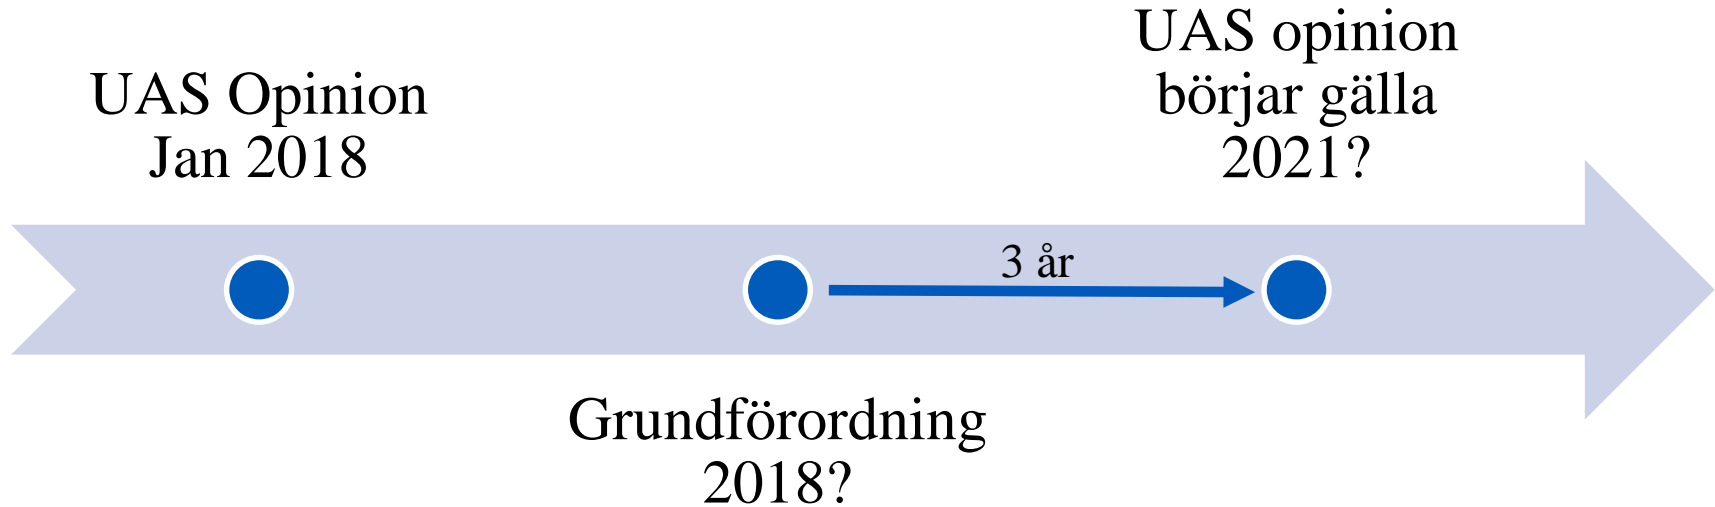 UAS Opinion
Jan 2018
Grundförordning
2018?
3 år
UAS opinion
börjar gälla
2021?